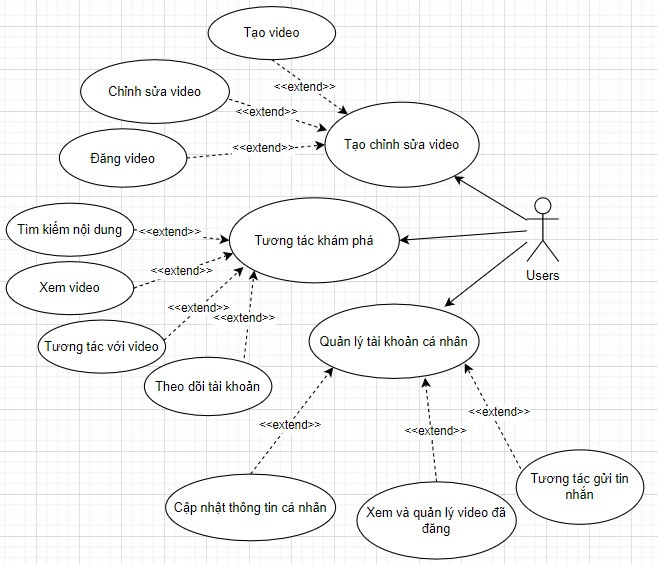 Tạo video
<<extend>>
Chỉnh sửa video
<<extend>>
Tạo chỉnh sửa video
<<extend>>
Đăng video
Tìm kiếm nội dung
<<extend>>
Tương tác khám phá
Users
<<extend>>
Xem video
<<extend>>
<<extend>>
Tương tác với video
Quản lý tài khoản cá nhân
Theo dõi tài khoản
<<extend>>
<<extend>>
<<extend>>
Cập nhật thông tin cá nhân
Xem và quản lý video đã
đăng
Tương tác gửi tin
nhắn